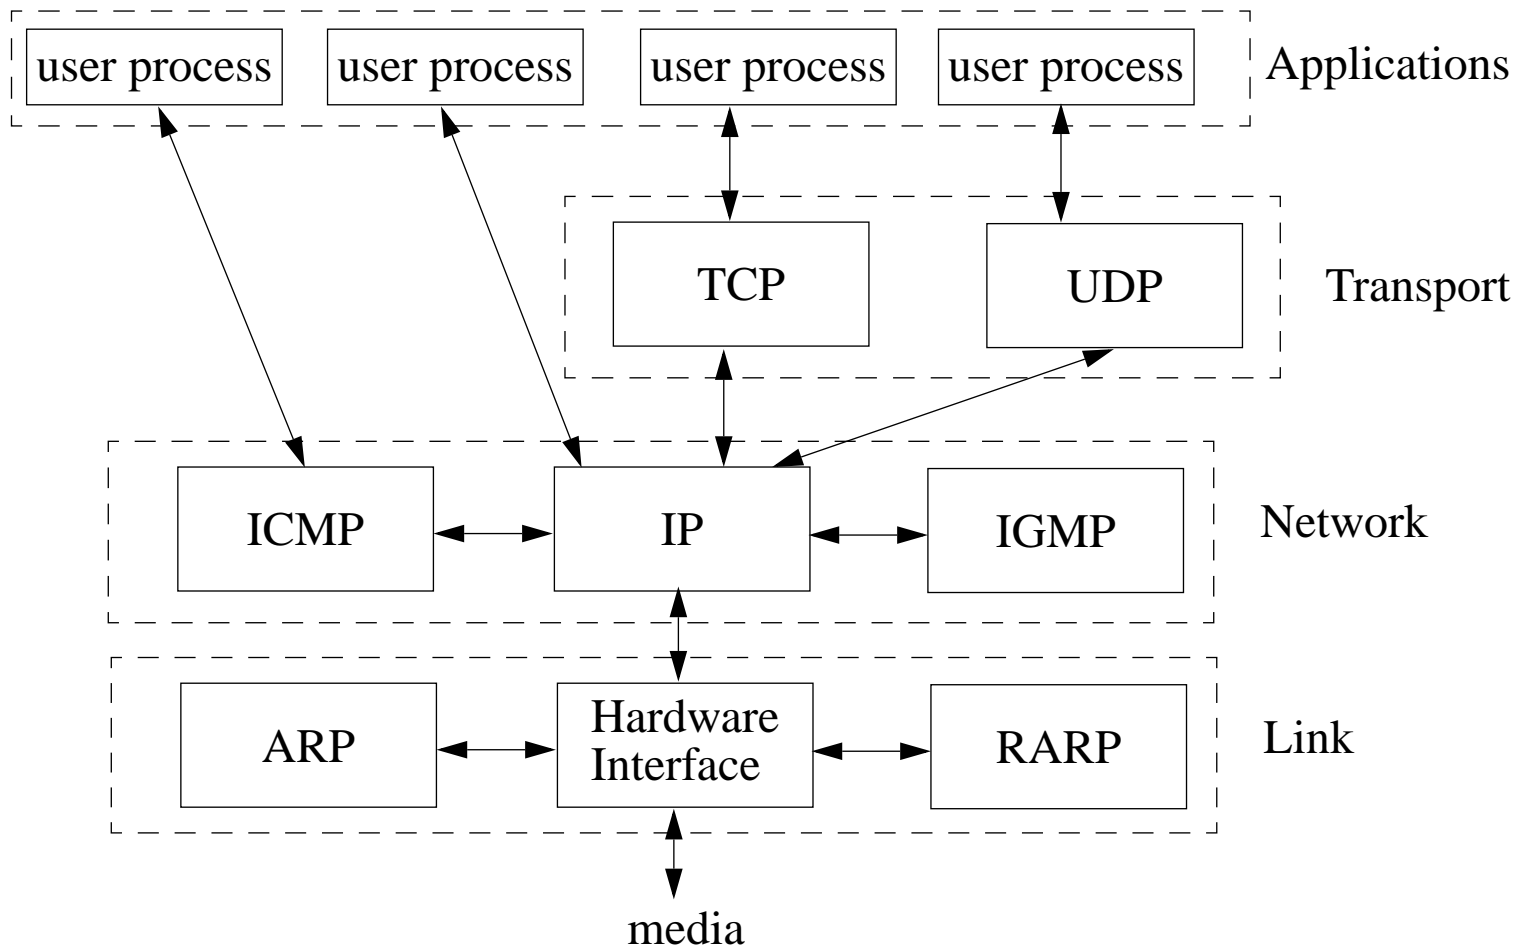 user process
user process
user process
user process
Applications
TCP
UDP
Transport
ICMP
IP
IGMP
Network
ARP
Hardware
Interface
RARP
Link
media